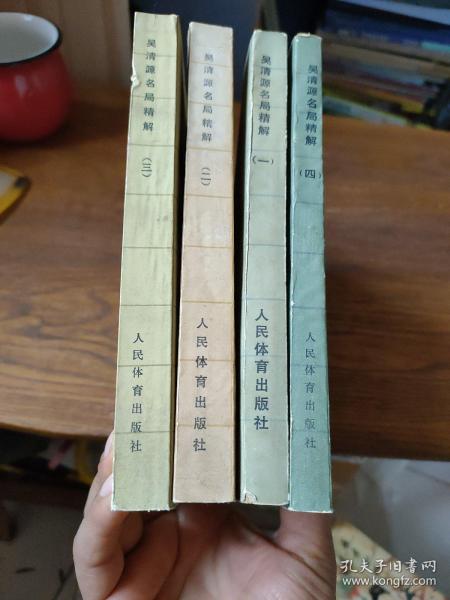 吴清源名局精解
（三）
人民体育出版社
吴清源名局精解
（二）
人民体育出版社
吴清源名局精解
（一）
人民体育出版社
吴清源名局精解
（四）
人民体育出版社
孔夫子旧书网
www.kongfz.com